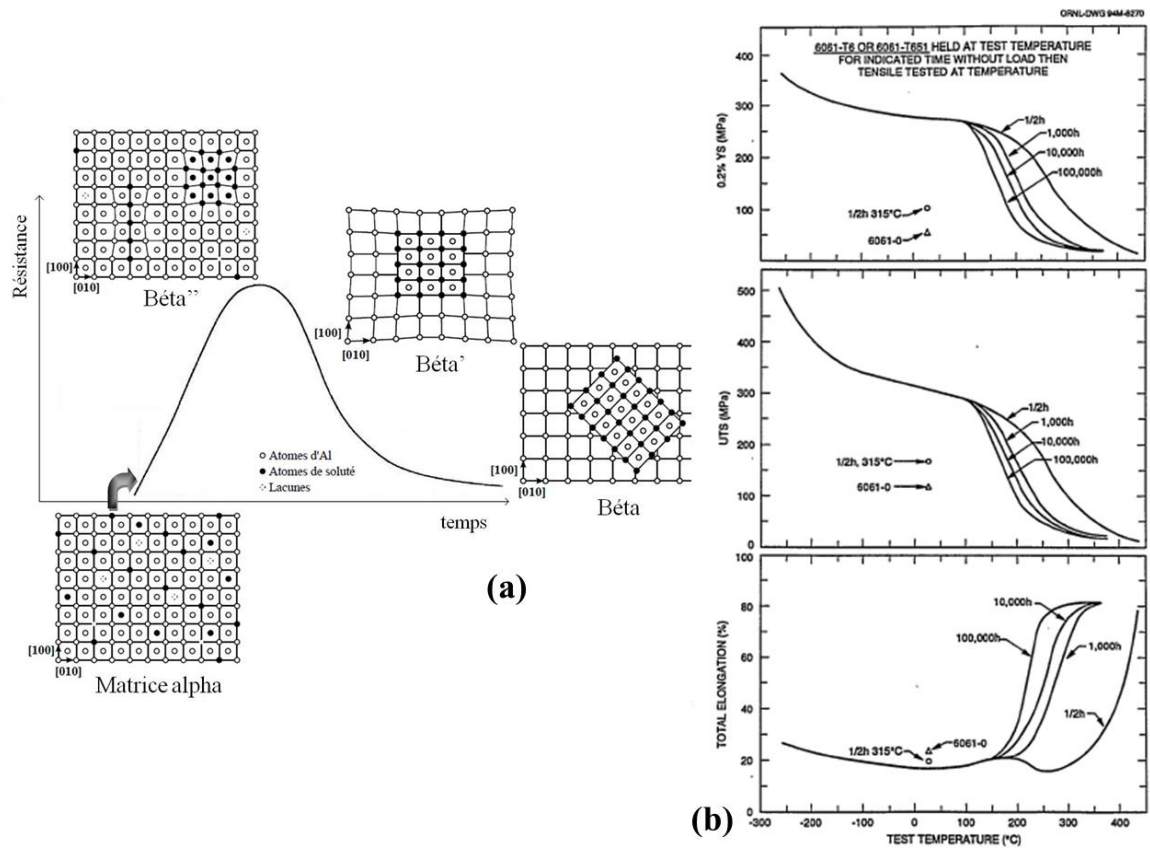 Résistance
[100]
[010]
Béta’’
[100]
[010]
Béta’
[100]
[010]
Béta
Atomes d'Al
Atomes de soluté
Lacunes
temps
[100]
[010]
Matrice alpha
(a)
ORNL-DWG 94M-8270
6061-T6 OR 6061-T651 HELD AT TEMPERATURE
FOR INDICATED TIME WITHOUT LOAD THEN
TENSILE TESTED AT TEMPERATURE
0.2% YS (MPa)
400
300
200
100
1/2h
1,000h
10,000h
100,000h
1/2h 315°C
6061-0
UTS (MPa)
500
400
300
200
100
0
1/2h
1,000h
10,000h
100,000h
1/2h, 315°C
6061-0
TOTAL ELONGATION (%)
100
80
60
40
20
0
10,000h
100,000h
1,000h
1/2h
1/2h 315°C
6061-0
-300 -200 -100 0 100 200 300 400
TEST TEMPERATURE (°C)
(b)